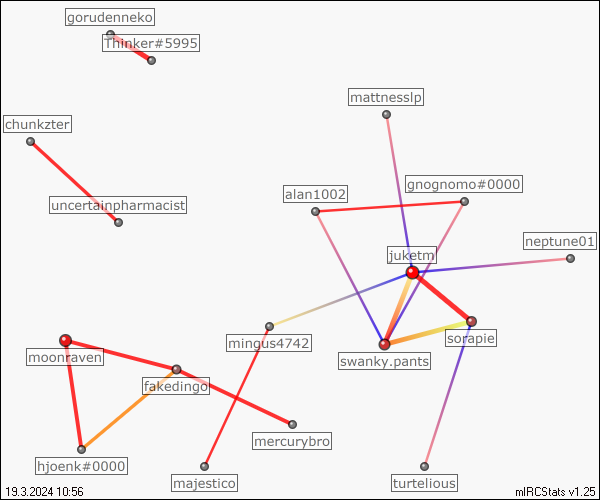 gorudenneko
Thinker#5995
mattnesslp
chunkzter
gnognomo#0000
alan1002
uncertainpharmacist
neptune01
juketm
sorapie
mingus4742
moonraven
swanky.pants
fakedingo
mercurybro
hjoenk#0000
majestico
turtelious
19.3.2024 10:56
mIRCStats v1.25